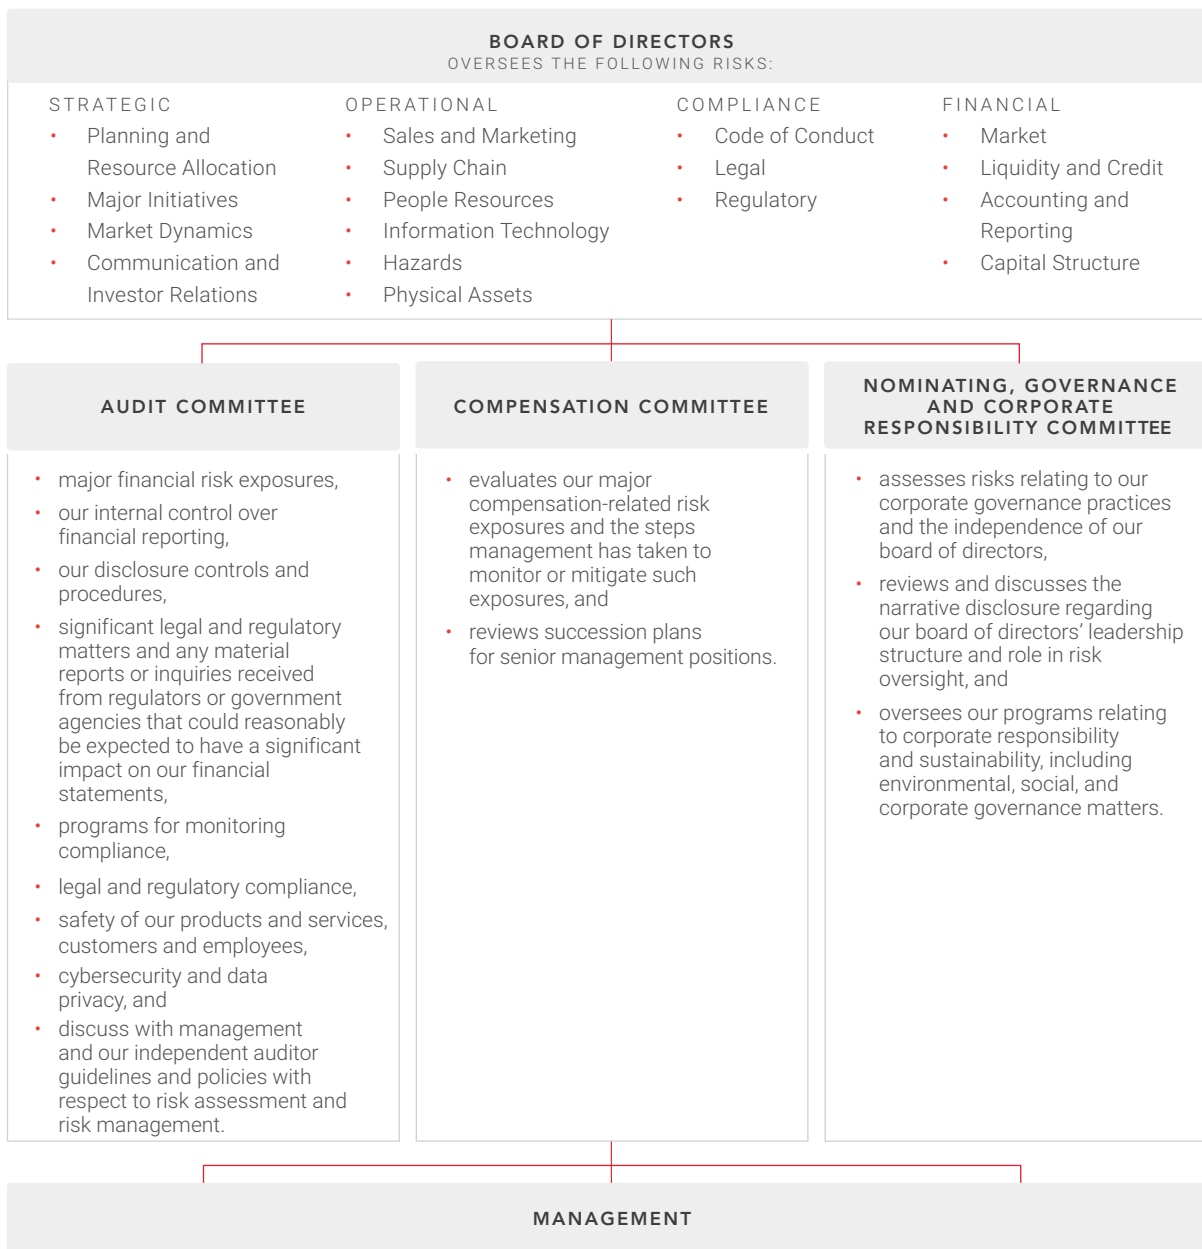 BOARD OF DIRECTORS
OVERSEES THE FOLLOWING RISKS:
STRATEGIC
• Planning and
Resource Allocation
• Major Initiatives
• Market Dynamics
• Communication and
Investor Relations
OPERATIONAL
• Sales and Marketing
• Supply Chain
• People Resources
• Information Technology
• Hazards
• Physical Assets
COMPLIANCE
• Code of Conduct
• Legal
• Regulatory
FINANCIAL
• Market
• Liquidity and Credit
• Accounting and
Reporting
• Capital Structure
AUDIT COMMITTEE
• major financial risk exposures,
• our internal control over
financial reporting,
• our disclosure controls and
procedures,
• significant legal and regulatory
matters and any material
reports or inquiries received
from regulators or government
agencies that could reasonably
be expected to have a significant
impact on our financial
statements,
• programs for monitoring
compliance,
• legal and regulatory compliance,
• safety of our products and services,
customers and employees,
• cybersecurity and data
privacy, and
• discuss with management
and our independent auditor
guidelines and policies with
respect to risk assessment and
risk management.
COMPENSATION COMMITTEE
• evaluates our major
compensation-related risk
exposures and the steps
management has taken to
monitor or mitigate such
exposures, and
• reviews succession plans
for senior management positions.
NOMINATING, GOVERNANCE
AND CORPORATE
RESPONSIBILITY COMMITTEE
• assesses risks relating to our
corporate governance practices
and the independence of our
board of directors,
• reviews and discusses the
narrative disclosure regarding
our board of directors’ leadership
structure and role in risk
oversight, and
• oversees our programs relating
to corporate responsibility
and sustainability, including
environmental, social, and
corporate governance matters.
MANAGEMENT